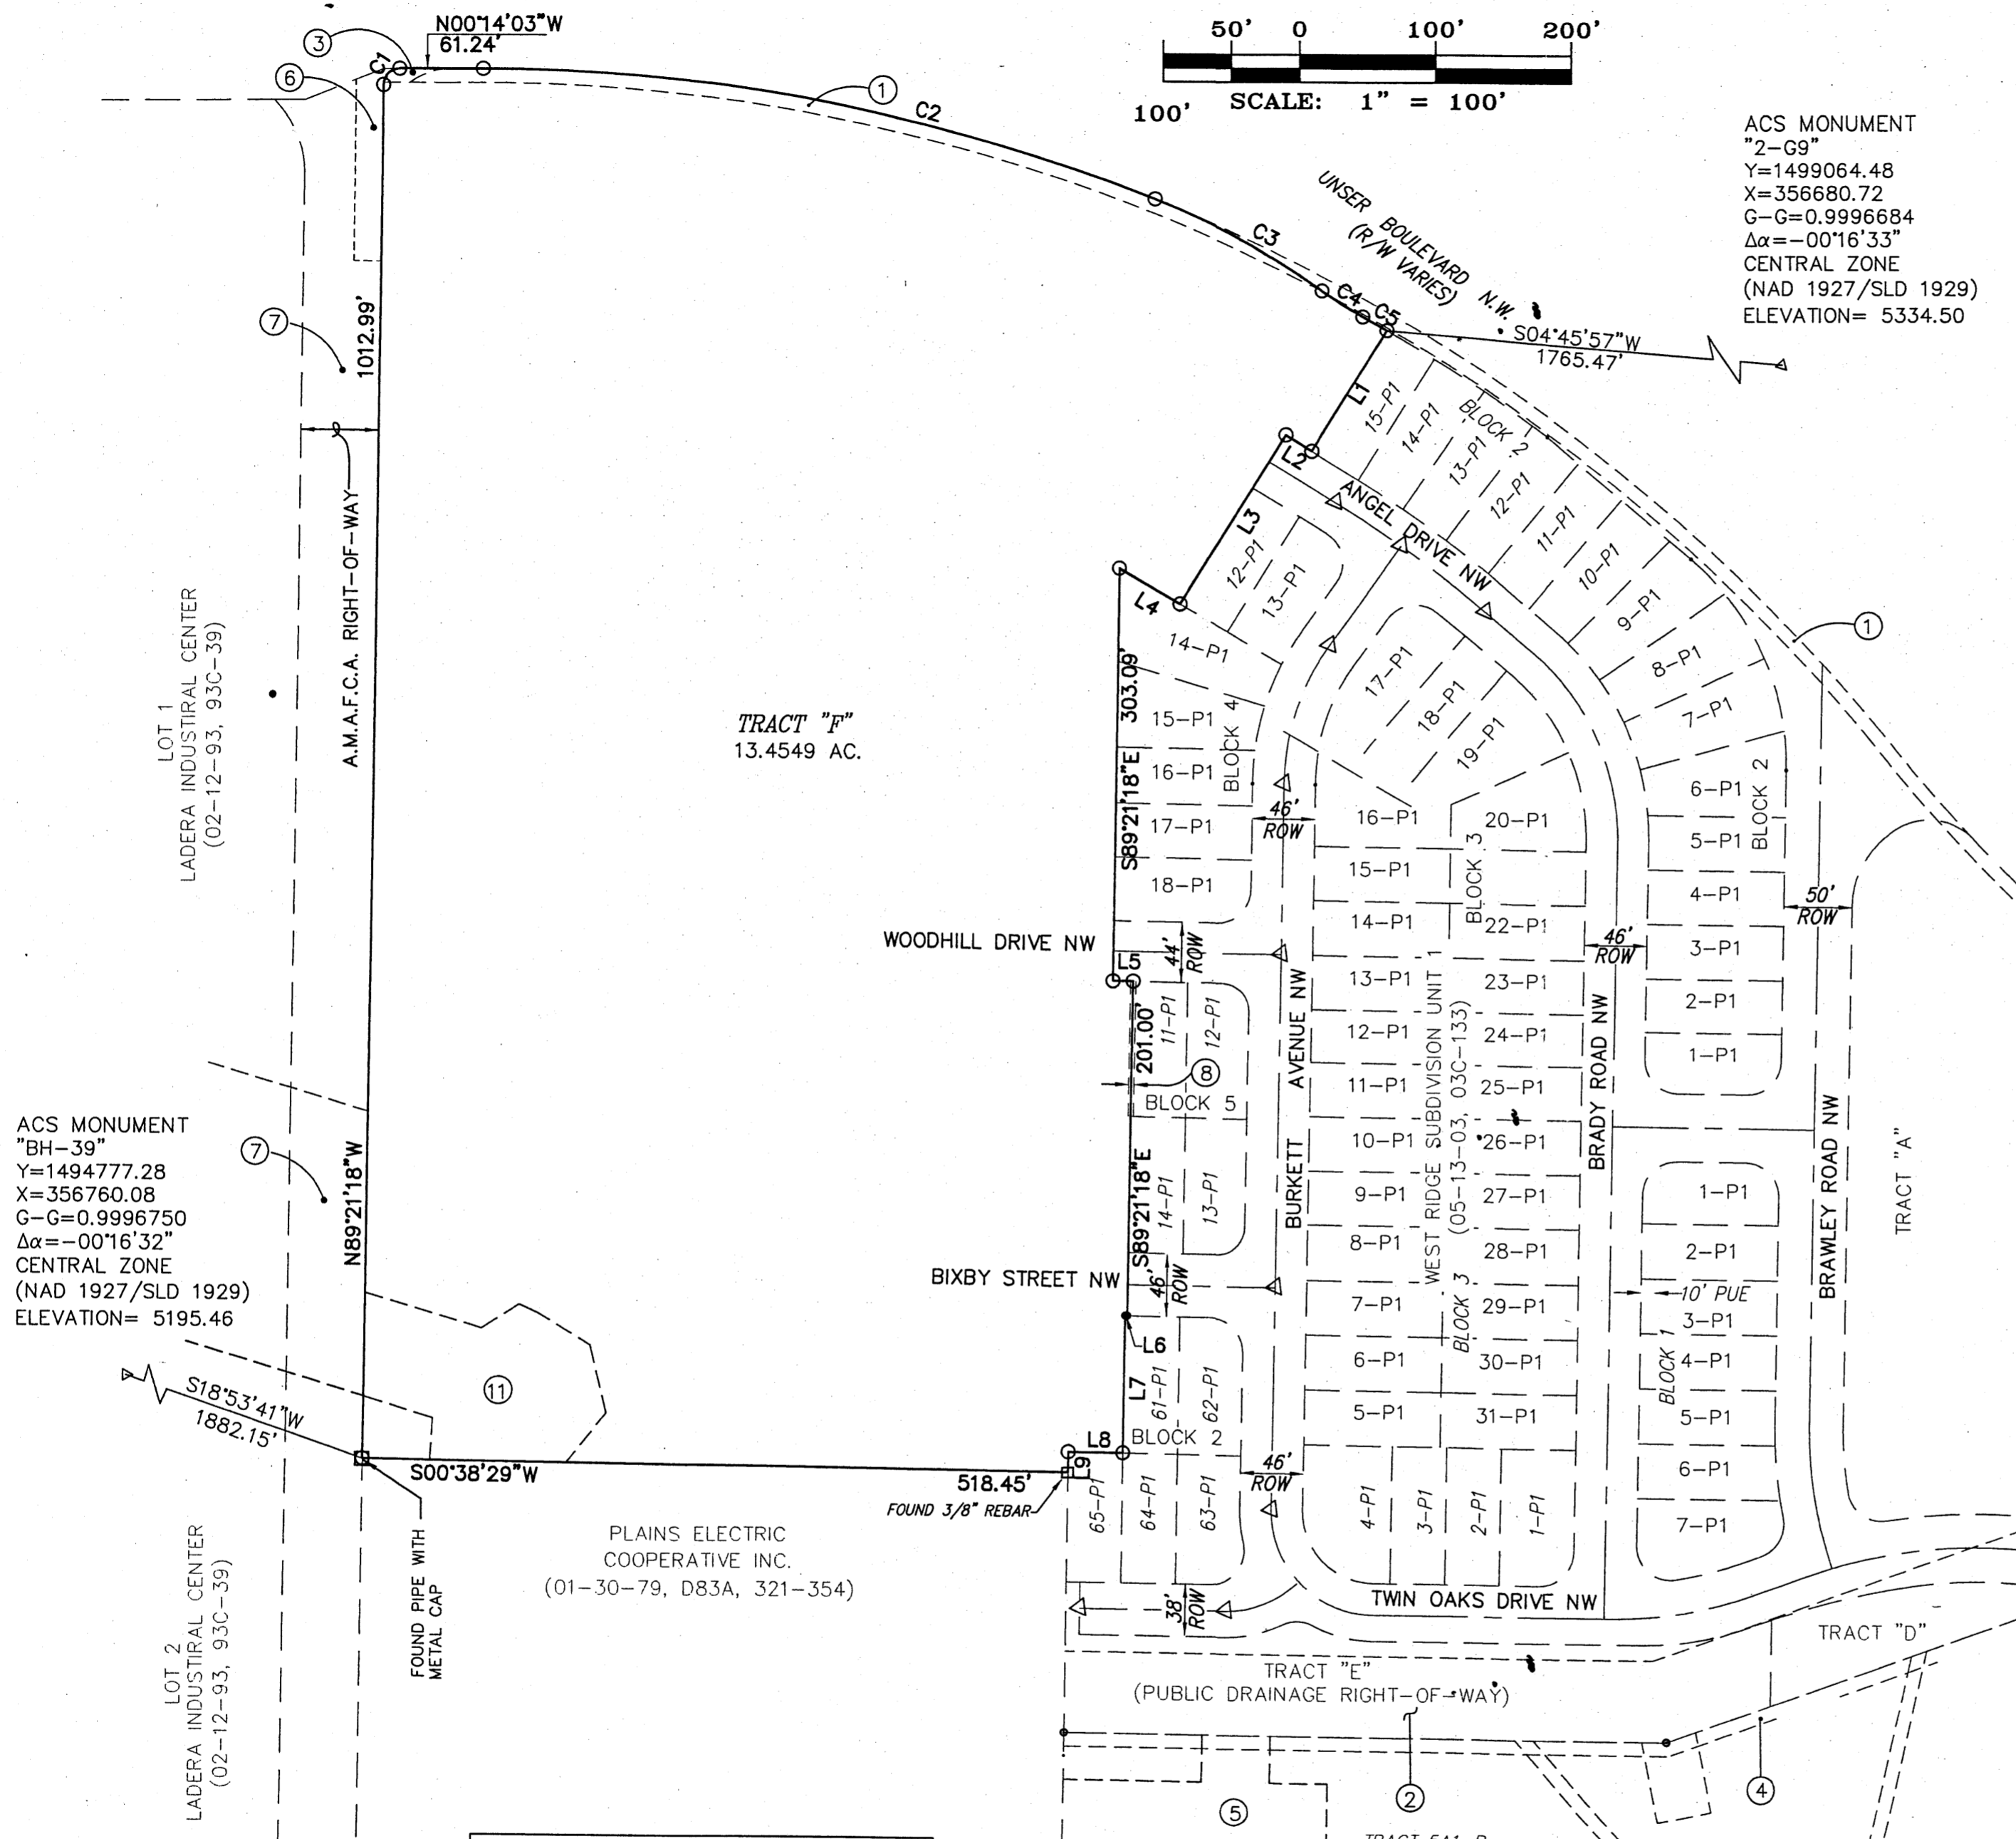 N00°14'03"W
61.24'
3
6
C1
1
C2
50'
0
100'
200'
100'
SCALE: 1" = 100'
ACS MONUMENT
"2-G9"
Y=1499064.48
X=356680.72
G-G=0.9996684
Δα=-00°16'33"
CENTRAL ZONE
(NAD 1927/SLD 1929)
ELEVATION= 5334.50
UNSER BOULEVARD N.W.
(R/W VARIES)
C3
C4
C5
S04°45'57"W
1765.47'
7
1012.99'
L1
L2
L3
L4
15-P1
14-P1
13-P1
12-P1
11-P1
10-P1
9-P1
8-P1
7-P1
BLOCK 2
ANGEL DRIVE NW
12-P1
13-P1
14-P1
1
A.M.A.F.C.A. RIGHT-OF-WAY
LOT 1
LADERA INDUSTIRAL CENTER
(02-12-93, 93C-39)
TRACT "F"
13.4549 AC.
303.09'
S89°21'18"E
15-P1
16-P1
17-P1
18-P1
BLOCK 4
46'
ROW
17-P1
18-P1
19-P1
16-P1
20-P1
15-P1
14-P1
22-P1
13-P1
23-P1
12-P1
24-P1
11-P1
25-P1
10-P1
26-P1
9-P1
27-P1
8-P1
28-P1
7-P1
29-P1
6-P1
30-P1
5-P1
31-P1
4-P1
3-P1
2-P1
1-P1
BLOCK 3
BLOCK 3
WEST RIDGE SUBDIVISION UNIT 1
(05-13-03, 03C-133)
6-P1
5-P1
4-P1
3-P1
2-P1
1-P1
BLOCK 2
50'
ROW
46'
ROW
WOODHILL DRIVE NW
L5
44'
ROW
201.00'
11-P1
12-P1
8
BLOCK 5
S89°21'18"E
14-P1
13-P1
BURKETT AVENUE NW
BRADY ROAD NW
BRAWLEY ROAD NW
TRACT "A"
BIXBY STREET NW
46'
ROW
L6
L7
61-P1
62-P1
BLOCK 2
L8
L9
65-P1
64-P1
63-P1
46'
ROW
1-P1
2-P1
10' PUE
3-P1
4-P1
5-P1
6-P1
7-P1
BLOCK 1
ACS MONUMENT
"BH-39"
Y=1494777.28
X=356760.08
G-G=0.9996750
Δα=-00°16'32"
CENTRAL ZONE
(NAD 1927/SLD 1929)
ELEVATION= 5195.46
7
N89°21'18"W
S18°53'41"W
1882.15'
11
S00°38'29"W
518.45'
FOUND 3/8" REBAR
FOUND PIPE WITH
METAL CAP
PLAINS ELECTRIC
COOPERATIVE INC.
(01-30-79, D83A, 321-354)
LOT 2
LADERA INDUSTIRAL CENTER
(02-12-93, 93C-39)
38'
ROW
TWIN OAKS DRIVE NW
TRACT "D"
TRACT "E"
(PUBLIC DRAINAGE RIGHT-OF-WAY)
2
4
5